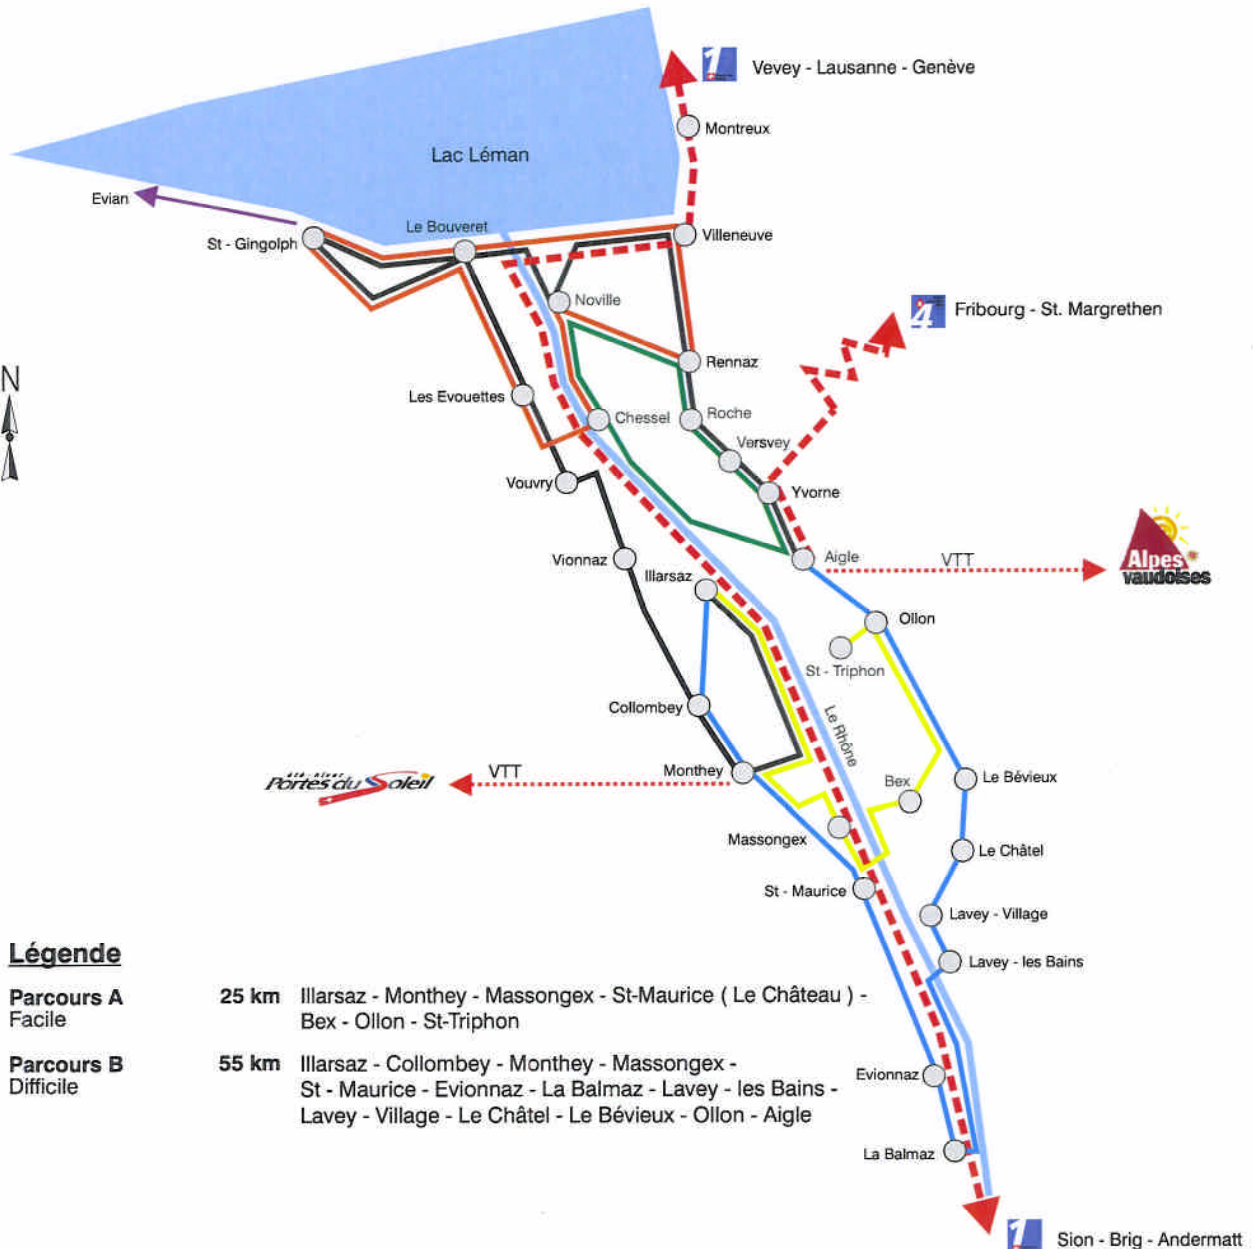 1
Vevey - Lausanne - Genève
Montreux
Lac Léman
Evian
Le Bouveret
St - Gingolph
Villeneuve
Noville
4
Fribourg - St. Margrethen
N
Rennaz
Les Evouettes
Chessel
Roche
Versvey
Vouvry
Yvorne
Vionnaz
Aigle
VTT
Alpes
vaudoises
Illarsaz
Ollon
St - Triphon
Collombey
Le Rhône
Monthey
VTT
Portes du Soleil
Bex
Le Bévieux
Massongex
Le Châtel
St - Maurice
Lavey - Village
Lavey - les Bains
Légende
Parcours A 25 km Illarsaz - Monthey - Massongex - St-Maurice ( Le Château ) -
Facile Bex - Ollon - St-Triphon
Parcours B 55 km Illarsaz - Collombey - Monthey - Massongex -
Difficile St - Maurice - Evionnaz - La Balmaz - Lavey - les Bains -
Lavey - Village - Le Châtel - Le Bévieux - Ollon - Aigle
Evionnaz
La Balmaz
1
Sion - Brig - Andermatt